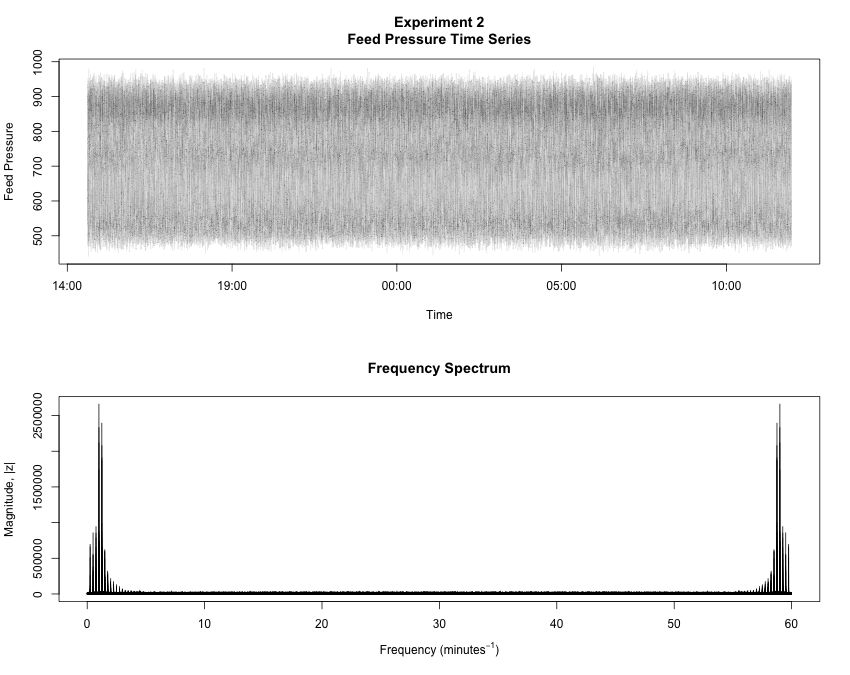 Experiment 2
Feed Pressure Time Series
1000
900
800
700
600
500
Feed Pressure
14:00 19:00 00:00 05:00 10:00
Time
Frequency Spectrum
2500000
1500000
500000
0
Magnitude, |z|
0 10 20 30 40 50 60
Frequency (minutes⁻¹)